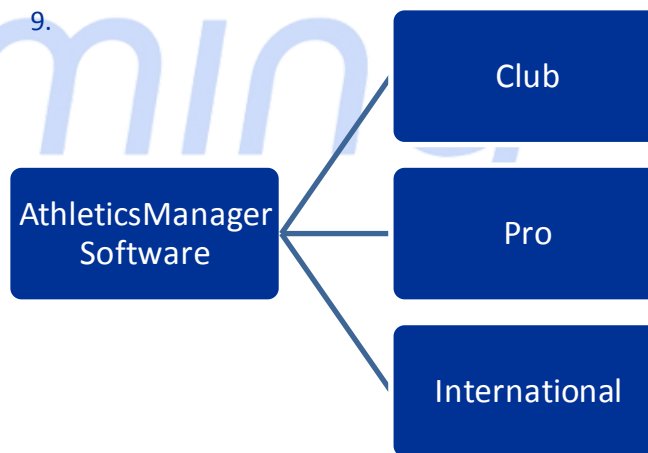 9.
Club
AthleticsManager
Software
Pro
International